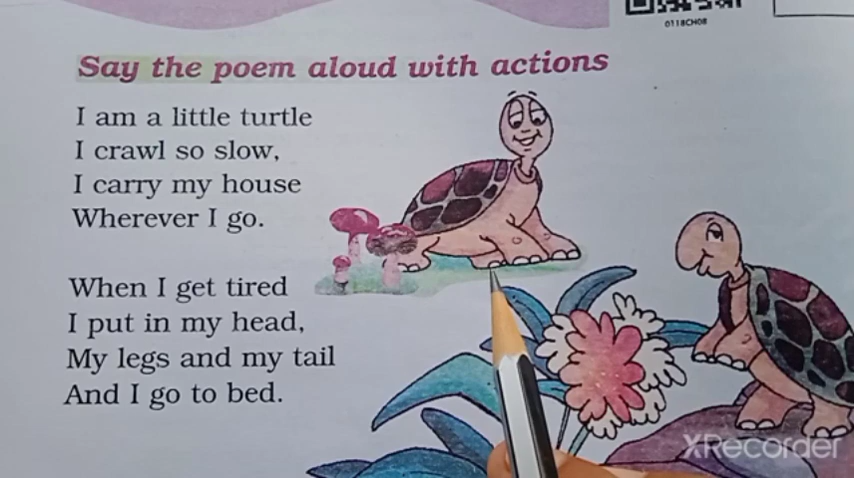 0118CH08
Say the poem aloud with actions
I am a little turtle
I crawl so slow,
I carry my house
Wherever I go.
When I get tired
I put in my head,
My legs and my tail
And I go to bed.
XRecorder